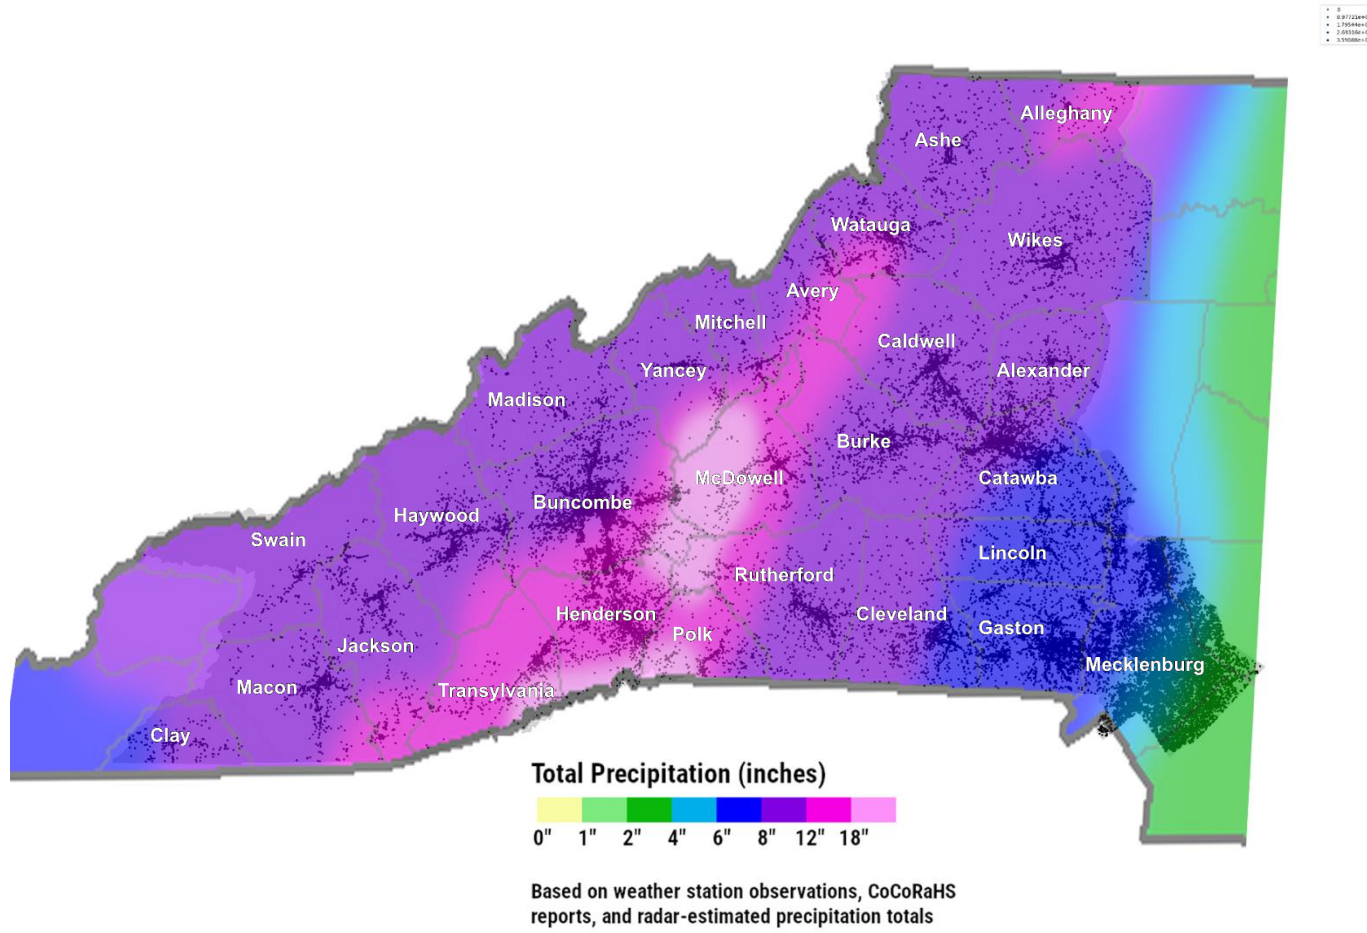 0
Alleghany
Ashe
Watauga
Wikes
Avery
Mitchell
Caldwell
Yancey
Alexander
Madison
Burke
McDowell
Catawba
Buncombe
Haywood
Swain
Lincoln
Rutherford
Henderson
Cleveland
Gaston
Polk
Jackson
Mecklenburg
Macon
Transylvania
Clay
Total Precipitation (inches)
0" 1" 2" 4" 6" 8" 12" 18"
Based on weather station observations, CoCoRaHS
reports, and radar-estimated precipitation totals